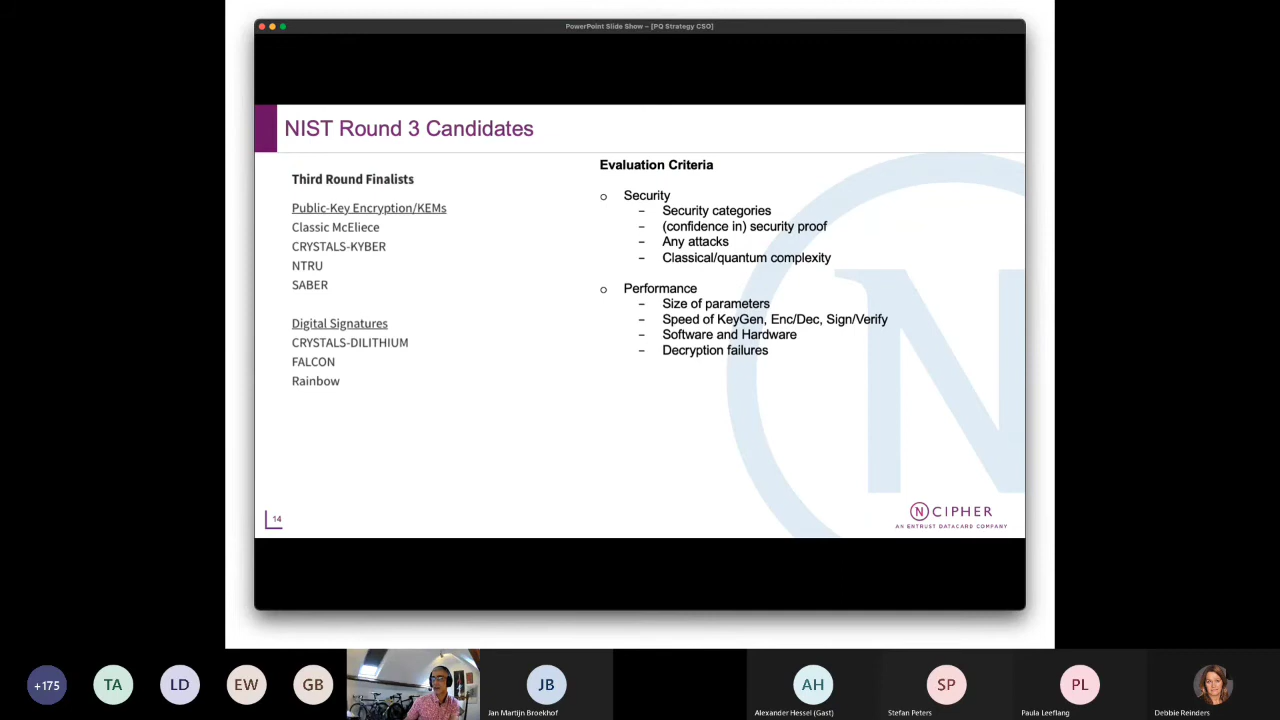 PowerPoint Slide Show – [PQ Strategy CSO]
NIST Round 3 Candidates
Third Round Finalists
Public-Key Encryption/KEMs
Classic McEliece
CRYSTALS-KYBER
NTRU
SABER
Digital Signatures
CRYSTALS-DILITHIUM
FALCON
Rainbow
Evaluation Criteria
o Security
– Security categories
– (confidence in) security proof
– Any attacks
– Classical/quantum complexity
o Performance
– Size of parameters
– Speed of KeyGen, Enc/Dec, Sign/Verify
– Software and Hardware
– Decryption failures
14
N CIPHER
AN ENTRUST DATACARD COMPANY
+175
TA
LD
EW
GB
JB
Jan Martijn Broekhof
AH
Alexander Hessel (Gast)
SP
Stefan Peters
PL
Paula Leeflang
Debbie Reinders